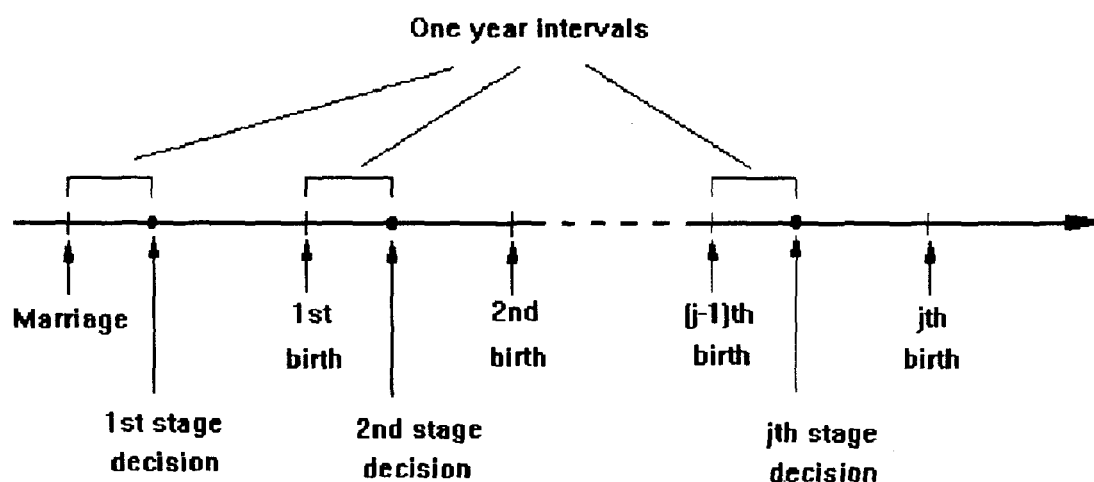 One year intervals
Marriage
1st
birth
2nd
birth
(j-1)th
birth
jth
birth
1st stage
decision
2nd stage
decision
jth stage
decision